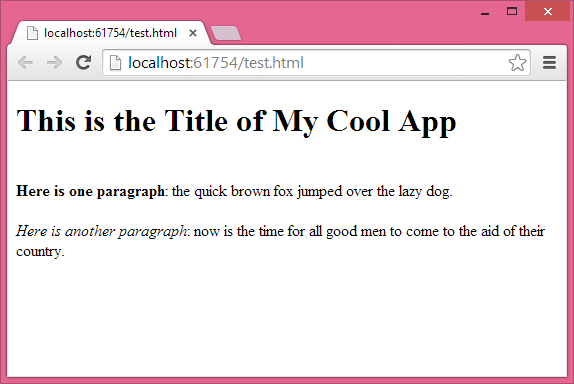 localhost:61754/test.html
localhost:61754/test.html
This is the Title of My Cool App
Here is one paragraph: the quick brown fox jumped over the lazy dog.
Here is another paragraph: now is the time for all good men to come to the aid of their
country.